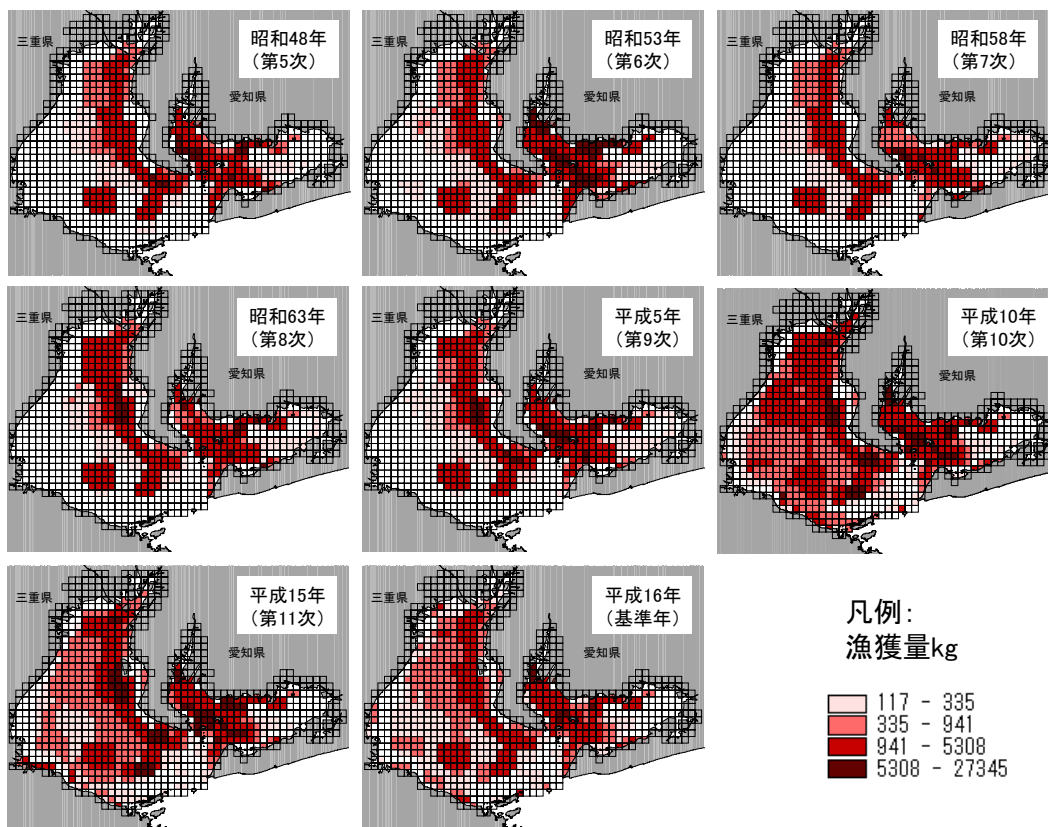 三重県
昭和48年
(第5次)
愛知県
昭和53年
(第6次)
愛知県
三重県
昭和58年
(第7次)
愛知県
三重県
昭和63年
(第8次)
愛知県
三重県
平成5年
(第9次)
愛知県
三重県
平成10年
(第10次)
愛知県
三重県
平成15年
(第11次)
愛知県
三重県
平成16年
(基準年)
愛知県
凡例:
漁獲量kg
117 - 335
335 - 941
941 - 5308
5308 - 27345